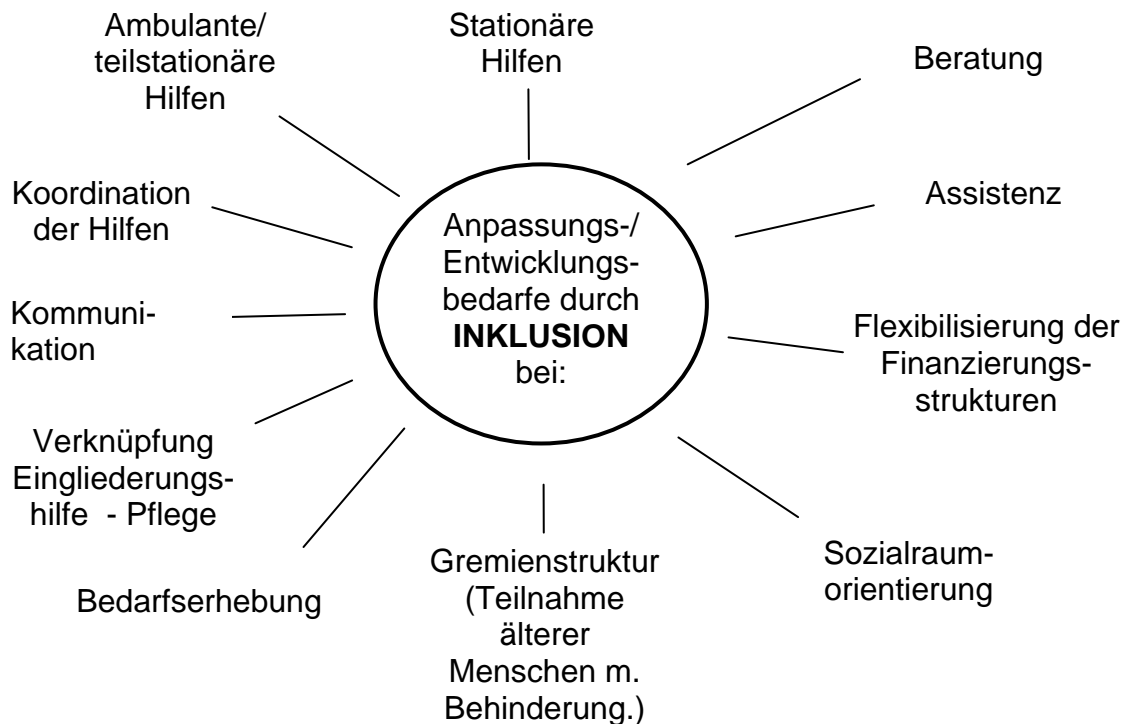 Ambulante/
teilstationäre
Hilfen
Stationäre
Hilfen
Beratung
Koordination
der Hilfen
Assistenz
Anpassungs-/
Entwicklungs-
bedarfe durch
INKLUSION
bei:
Kommuni-
kation
Flexibilisierung der
Finanzierungs-
strukturen
Verknüpfung
Eingliederungs-
hilfe - Pflege
Bedarfserhebung
Gremienstruktur
(Teilnahme
älterer
Menschen m.
Behinderung.)
Sozialraum-
orientierung